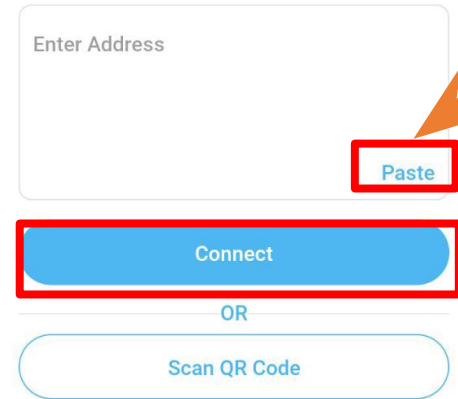 Enter Address
Paste
Connect
OR
Scan QR Code